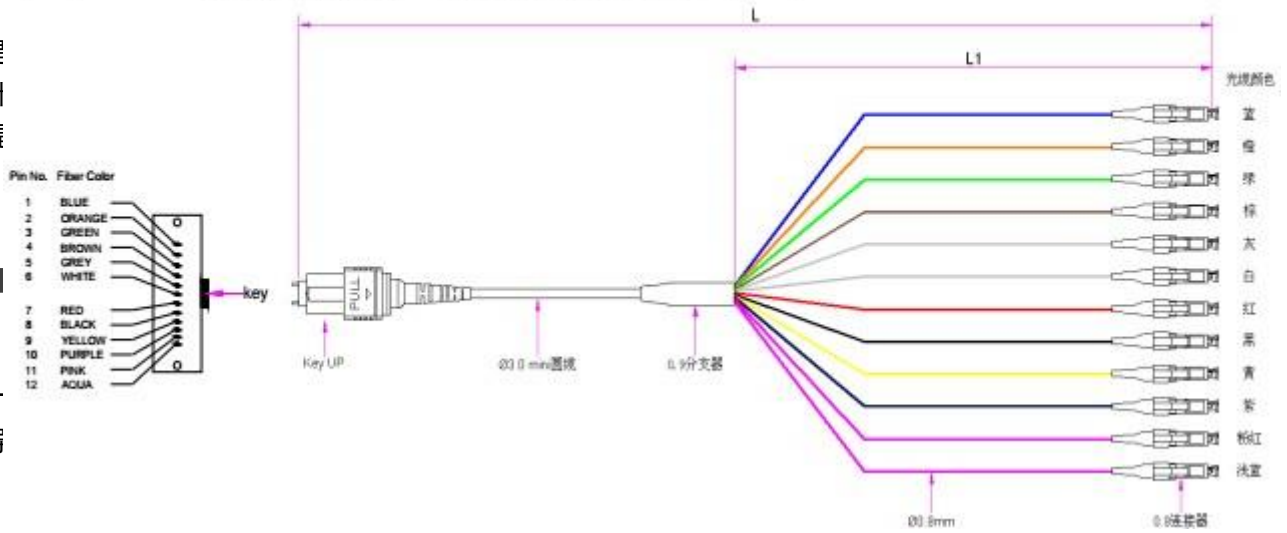 L
L1
光缆颜色
Pin No. Fiber Color
1 BLUE
2 ORANGE
3 GREEN
4 BROWN
5 GREY
6 WHITE
7 RED
8 BLACK
9 YELLOW
10 PURPLE
11 PINK
12 AQUA
key
PULL
Key UP
Ø3.0 mini圆缆
0.9分支器
蓝
橙
绿
棕
灰
白
红
黑
黄
紫
粉红
浅蓝
Ø0.9mm
0.9连接器